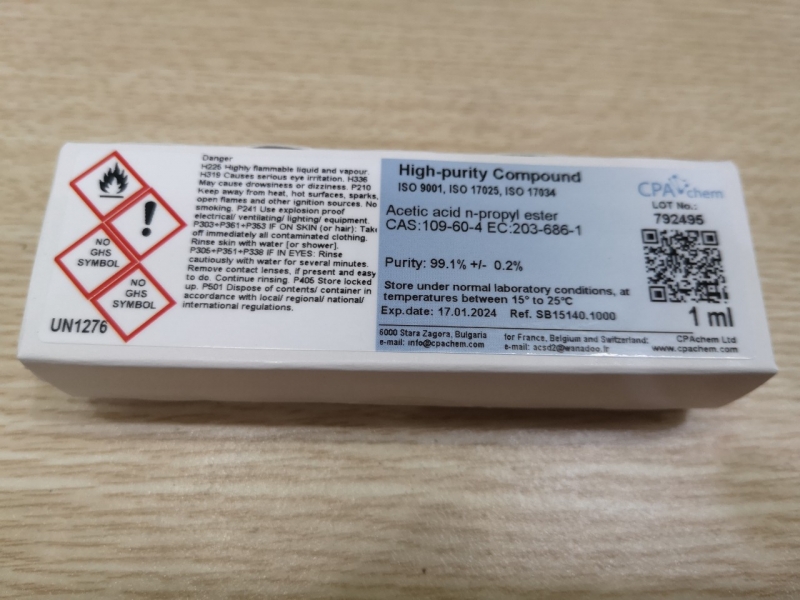 Danger
H225 Highly flammable liquid and vapour.
H319 Causes serious eye irritation. H336
May cause drowsiness or dizziness. P210
Keep away from heat, hot surfaces, sparks,
open flames and other ignition sources. No
smoking. P241 Use explosion proof
electrical/ ventilating/ lighting/ equipment.
P303+P361+P353 IF ON SKIN (or hair): Take
off immediately all contaminated clothing.
Rinse skin with water [or shower].
P305+P351+P338 IF IN EYES: Rinse
cautiously with water for several minutes.
Remove contact lenses, if present and easy
to do. Continue rinsing. P405 Store locked
up. P501 Dispose of contents/ container in
accordance with local/ regional/ national/
international regulations.
NO
GHS
SYMBOL
NO
GHS
SYMBOL
UN1276
High-purity Compound
ISO 9001, ISO 17025, ISO 17034
Acetic acid n-propyl ester
CAS:109-60-4 EC:203-686-1
Purity: 99.1% +/- 0.2%
Store under normal laboratory conditions, at
temperatures between 15° to 25°C
Exp.date: 17.01.2024 Ref. SB15140.1000
CPAchem
LOT No.:
792495
1 ml
6000 Stara Zagora, Bulgaria
e-mail: info@cpachem.com
for France, Belgium and Switzerland:
e-mail: acsd2@wanadoo.fr
CPAchem Ltd.
www.cpachem.com